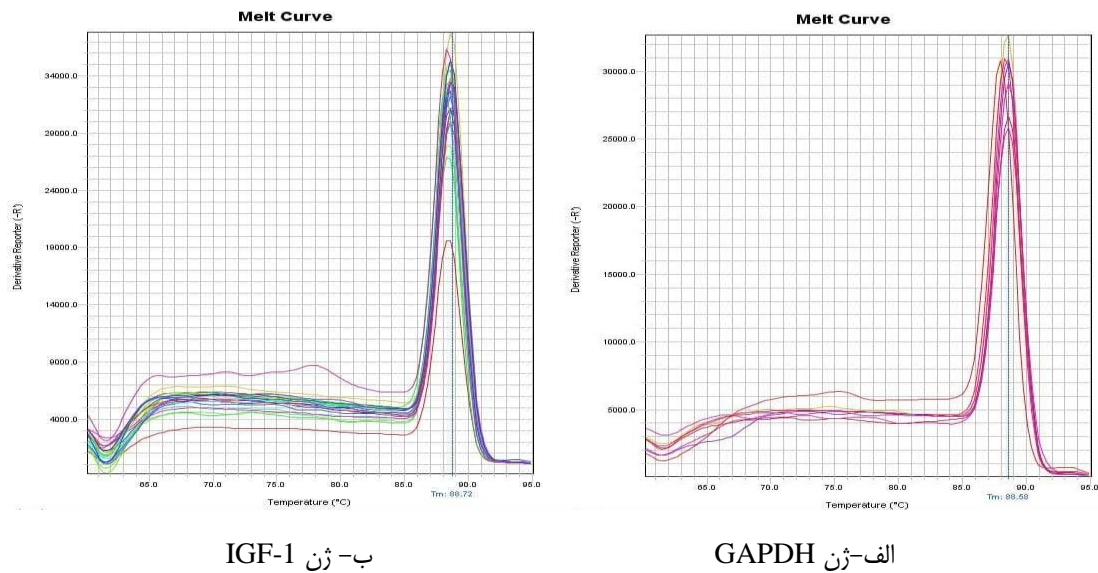 Melt Curve
34000.0
29000.0
24000.0
19000.0
14000.0
9000.0
4000.0
Derivative Reporter (-R')
65.0 70.0 75.0 80.0 85.0 90.0 95.0
Tm: 88.72
Temperature (°C)
ب- ژن IGF-1
Melt Curve
30000.0
25000.0
20000.0
15000.0
10000.0
5000.0
Derivative Reporter (-R')
65.0 70.0 75.0 80.0 85.0 90.0 95.0
Tm: 88.58
Temperature (°C)
الف-ژن GAPDH